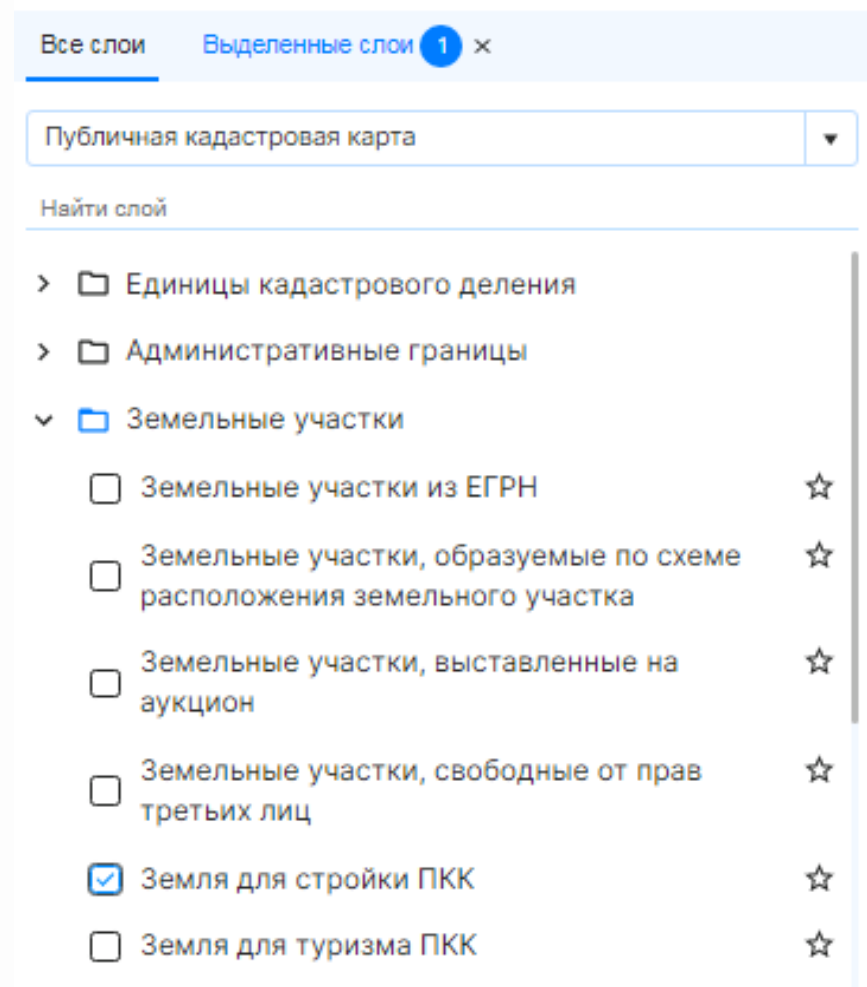 Все слои Выделенные слои 1 ×
Публичная кадастровая карта
Найти слой
Единицы кадастрового деления
Административные границы
Земельные участки
Земельные участки из ЕГРН
Земельные участки, образуемые по схеме
расположения земельного участка
Земельные участки, выставленные на
аукцион
Земельные участки, свободные от прав
третьих лиц
Земля для стройки ПКК
Земля для туризма ПКК